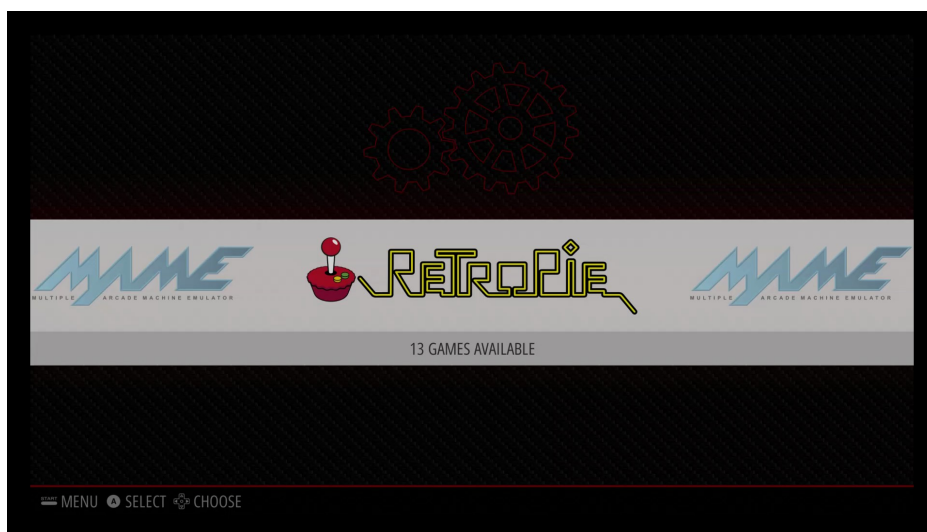 MAME
MULTIPLE ARCADE MACHINE EMULATOR
RETROPIE
MAME
MULTIPLE ARCADE MACHINE EMULATOR
13 GAMES AVAILABLE
START MENU A SELECT CHOOSE